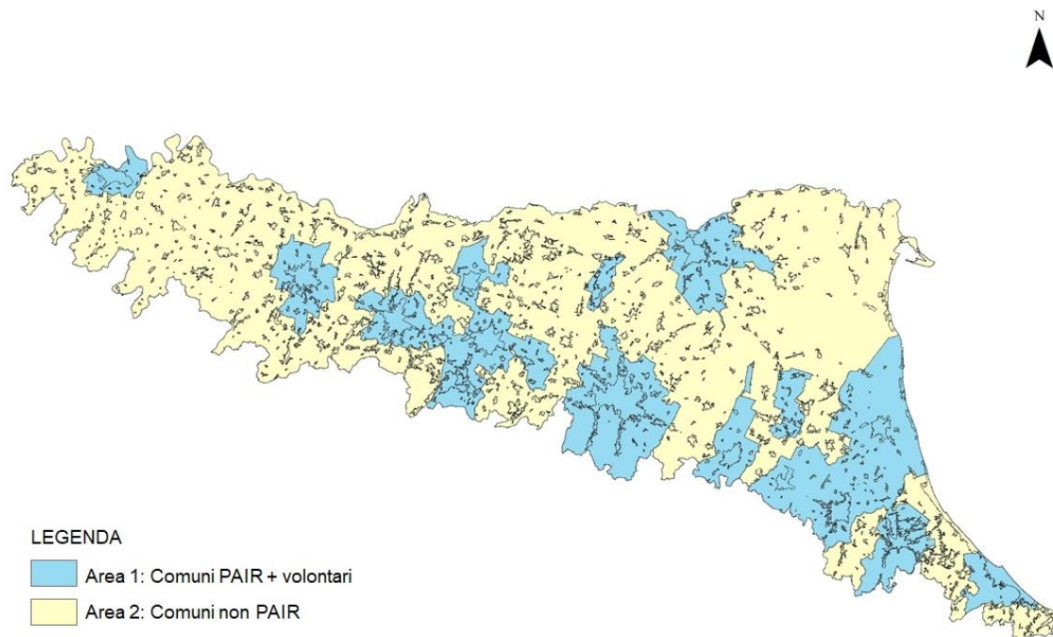 N
LEGENDA
Area 1: Comuni PAIR + volontari
Area 2: Comuni non PAIR